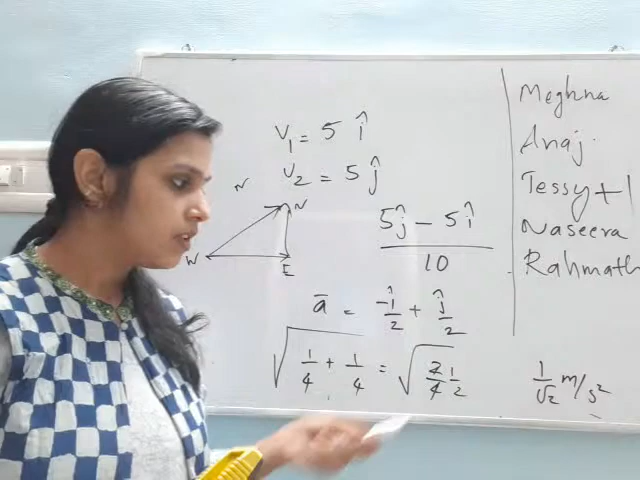 V₁ = 5 î
V₂ = 5 ĵ
N
N
W
E
5ĵ − 5î
10
ā = -î/2 + ĵ/2
√ 1/4 + 1/4 = √ 2/4 1/2
1/√2 m/s²
Meghna
Anaj.
Tessy +1
Naseera
Rahmath